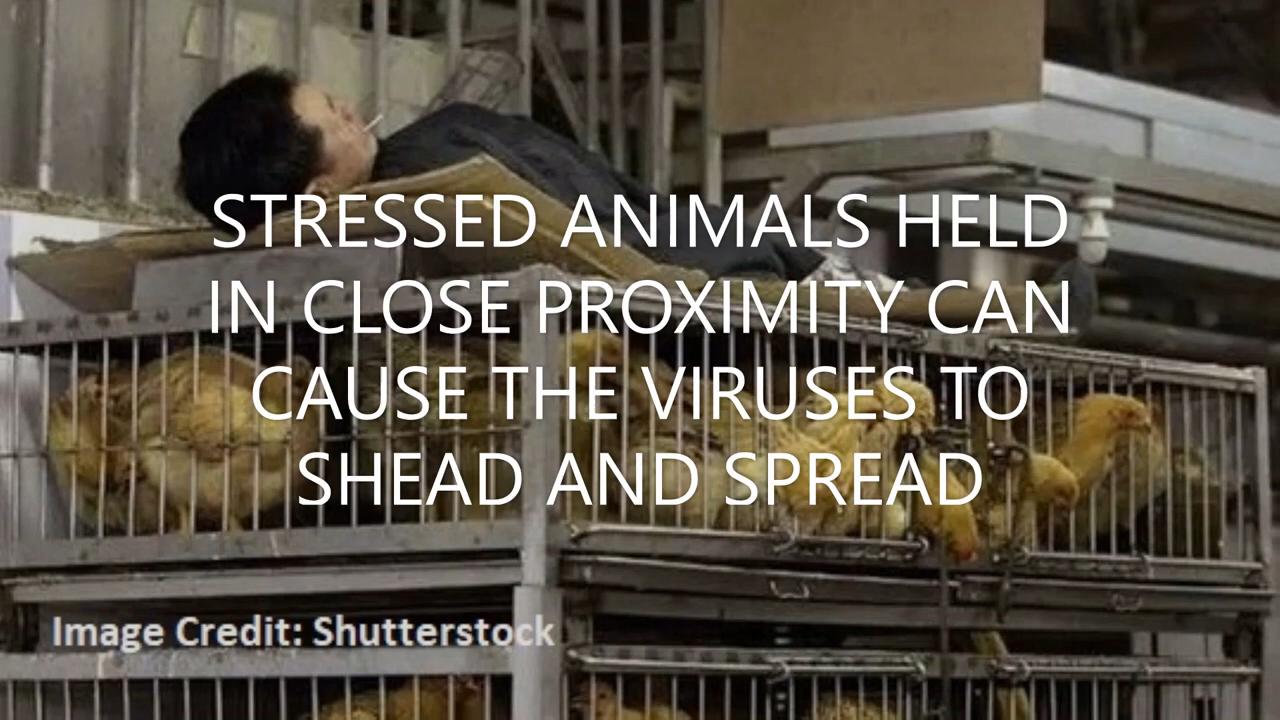 STRESSED ANIMALS HELD
IN CLOSE PROXIMITY CAN
CAUSE THE VIRUSES TO
SHEAD AND SPREAD
Image Credit: Shutterstock